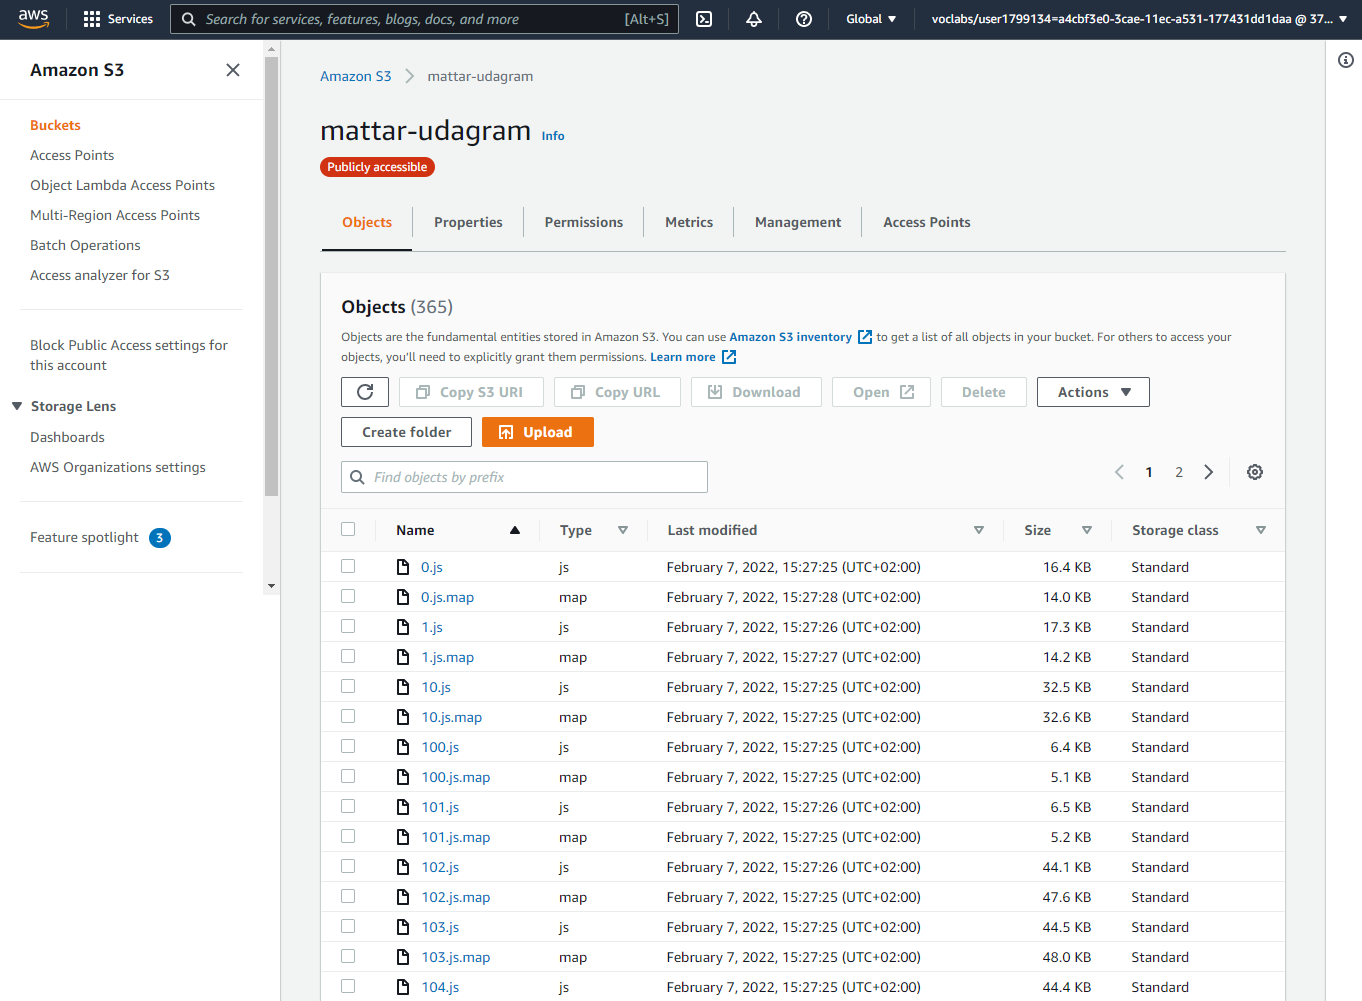 aws
Services
Search for services, features, blogs, docs, and more [Alt+S]
Global
voclabs/user1799134=a4cbf3e0-3cae-11ec-a531-177431dd1daa @ 37...
Amazon S3
Buckets
Access Points
Object Lambda Access Points
Multi-Region Access Points
Batch Operations
Access analyzer for S3
Block Public Access settings for
this account
Storage Lens
Dashboards
AWS Organizations settings
Feature spotlight 3
Amazon S3 mattar-udagram
mattar-udagram Info
Publicly accessible
Objects Properties Permissions Metrics Management Access Points
Objects (365)
Objects are the fundamental entities stored in Amazon S3. You can use Amazon S3 inventory to get a list of all objects in your bucket. For others to access your
objects, you'll need to explicitly grant them permissions. Learn more
Copy S3 URI Copy URL Download Open Delete Actions
Create folder Upload
Find objects by prefix 1 2
Name Type Last modified Size Storage class
0.js js February 7, 2022, 15:27:25 (UTC+02:00) 16.4 KB Standard
0.js.map map February 7, 2022, 15:27:28 (UTC+02:00) 14.0 KB Standard
1.js js February 7, 2022, 15:27:26 (UTC+02:00) 17.3 KB Standard
1.js.map map February 7, 2022, 15:27:27 (UTC+02:00) 14.2 KB Standard
10.js js February 7, 2022, 15:27:25 (UTC+02:00) 32.5 KB Standard
10.js.map map February 7, 2022, 15:27:25 (UTC+02:00) 32.6 KB Standard
100.js js February 7, 2022, 15:27:25 (UTC+02:00) 6.4 KB Standard
100.js.map map February 7, 2022, 15:27:25 (UTC+02:00) 5.1 KB Standard
101.js js February 7, 2022, 15:27:26 (UTC+02:00) 6.5 KB Standard
101.js.map map February 7, 2022, 15:27:25 (UTC+02:00) 5.2 KB Standard
102.js js February 7, 2022, 15:27:26 (UTC+02:00) 44.1 KB Standard
102.js.map map February 7, 2022, 15:27:25 (UTC+02:00) 47.6 KB Standard
103.js js February 7, 2022, 15:27:25 (UTC+02:00) 44.5 KB Standard
103.js.map map February 7, 2022, 15:27:25 (UTC+02:00) 48.0 KB Standard
104.js js February 7, 2022, 15:27:25 (UTC+02:00) 44.4 KB Standard